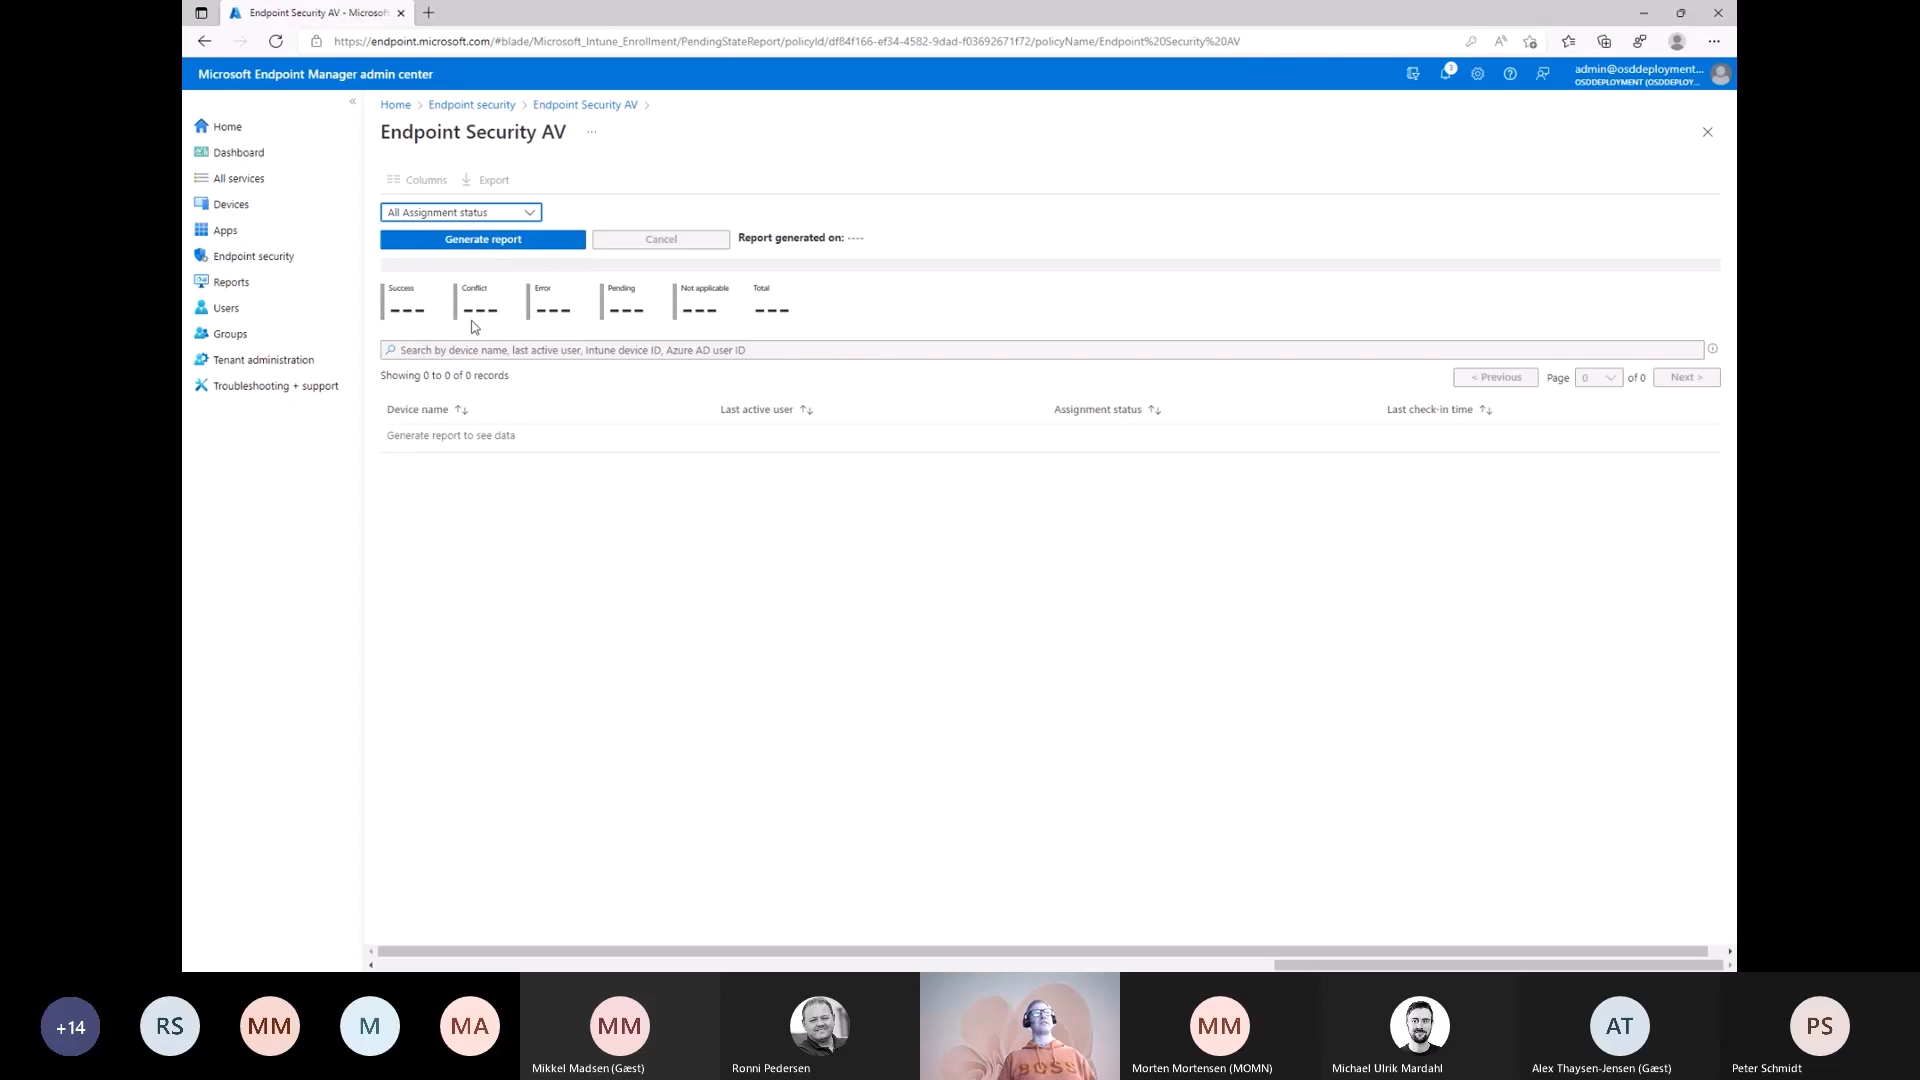 Endpoint Security AV - Microsoft
https://endpoint.microsoft.com/#blade/Microsoft_Intune_Enrollment/PendingStateReport/policyId/df84f166-ef34-4582-9dad-f03692671f72/policyName/Endpoint%20Security%20AV
Microsoft Endpoint Manager admin center
3
admin@osddeployment...
OSDDEPLOYMENT (OSDDEPLOY...
Home
Dashboard
All services
Devices
Apps
Endpoint security
Reports
Users
Groups
Tenant administration
Troubleshooting + support
Home > Endpoint security > Endpoint Security AV >
Endpoint Security AV ...
Columns Export
All Assignment status
Generate report Cancel Report generated on: ----
Success Conflict Error Pending Not applicable Total
--- --- --- --- --- ---
Search by device name, last active user, Intune device ID, Azure AD user ID
Showing 0 to 0 of 0 records
< Previous Page 0 of 0 Next >
Device name Last active user Assignment status Last check-in time
Generate report to see data
+14 RS MM M MA MM MM AT PS
BOSS
Mikkel Madsen (Gæst) Ronni Pedersen Morten Mortensen (MOMN) Michael Ulrik Mardahl Alex Thaysen-Jensen (Gæst) Peter Schmidt